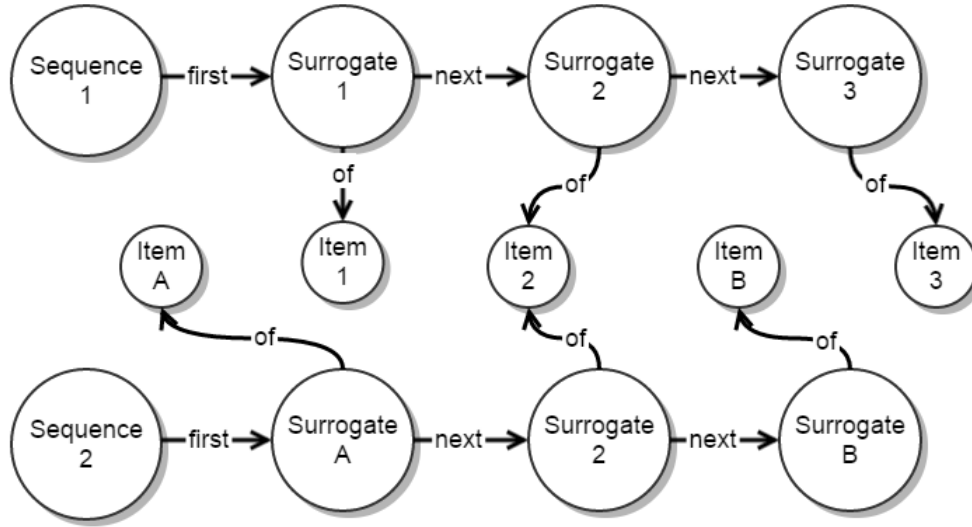 Sequence
1
first
Surrogate
1
next
Surrogate
2
next
Surrogate
3
of
of
of
Item
A
Item
1
Item
2
Item
B
Item
3
of
of
of
Sequence
2
first
Surrogate
A
next
Surrogate
2
next
Surrogate
B